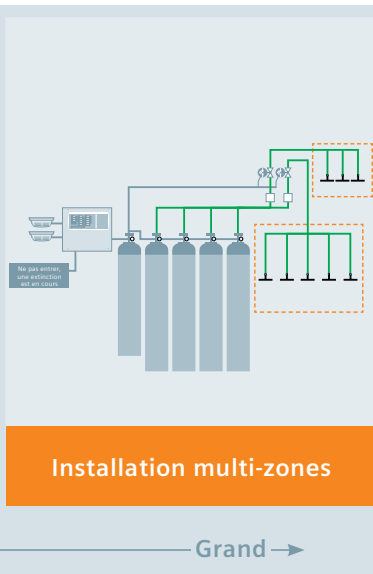 Ne pas entrer,
une extinction
est en cours
Installation multi-zones
Grand